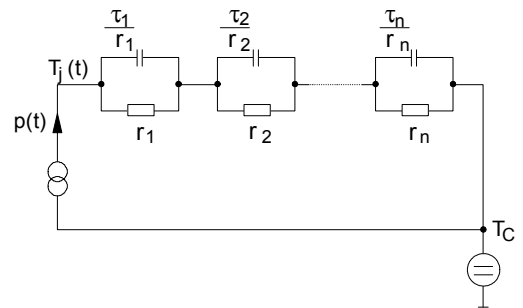 τ1 τ2 τn
r1 r2 rn
Tj (t)
p(t)
r1 r2 rn
TC